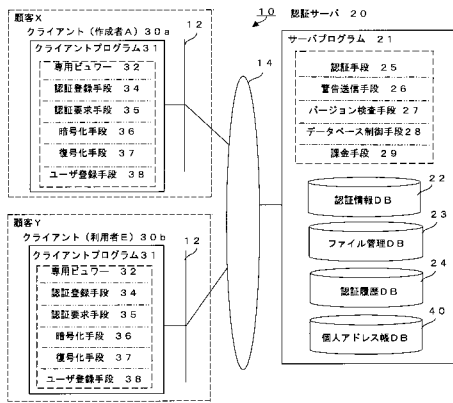 顧客X
クライアント(作成者A)30a
クライアントプログラム31
専用ビュワー 32
認証登録手段 34
認証要求手段 35
暗号化手段 36
復号化手段 37
ユーザ登録手段 38
12
顧客Y
クライアント(利用者E)30b
クライアントプログラム31
専用ビュワー 32
認証登録手段 34
認証要求手段 35
暗号化手段 36
復号化手段 37
ユーザ登録手段 38
12
14
10
認証サーバ 20
サーバプログラム 21
認証手段 25
警告送信手段 26
バージョン検査手段 27
データベース制御手段28
課金手段 29
22
認証情報DB
23
ファイル管理DB
24
認証履歴DB
40
個人アドレス帳DB